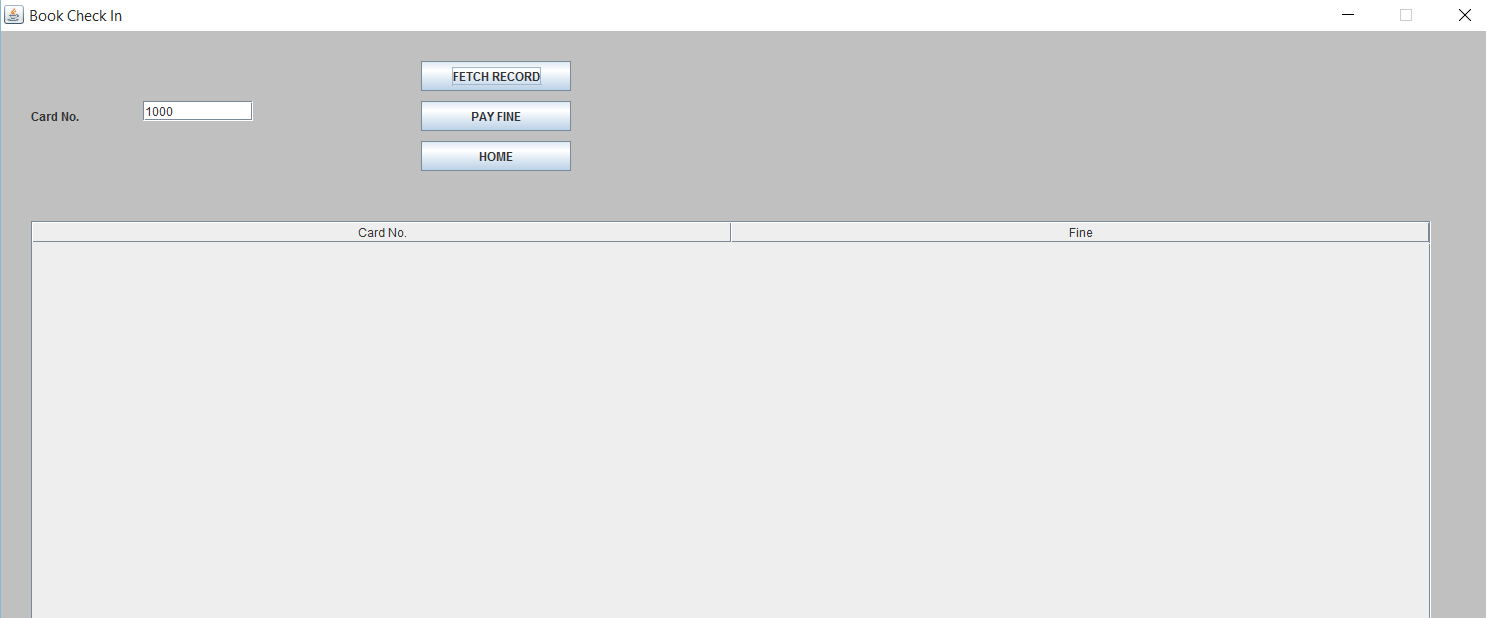 Book Check In
FETCH RECORD
Card No.
1000
PAY FINE
HOME
Card No.
Fine